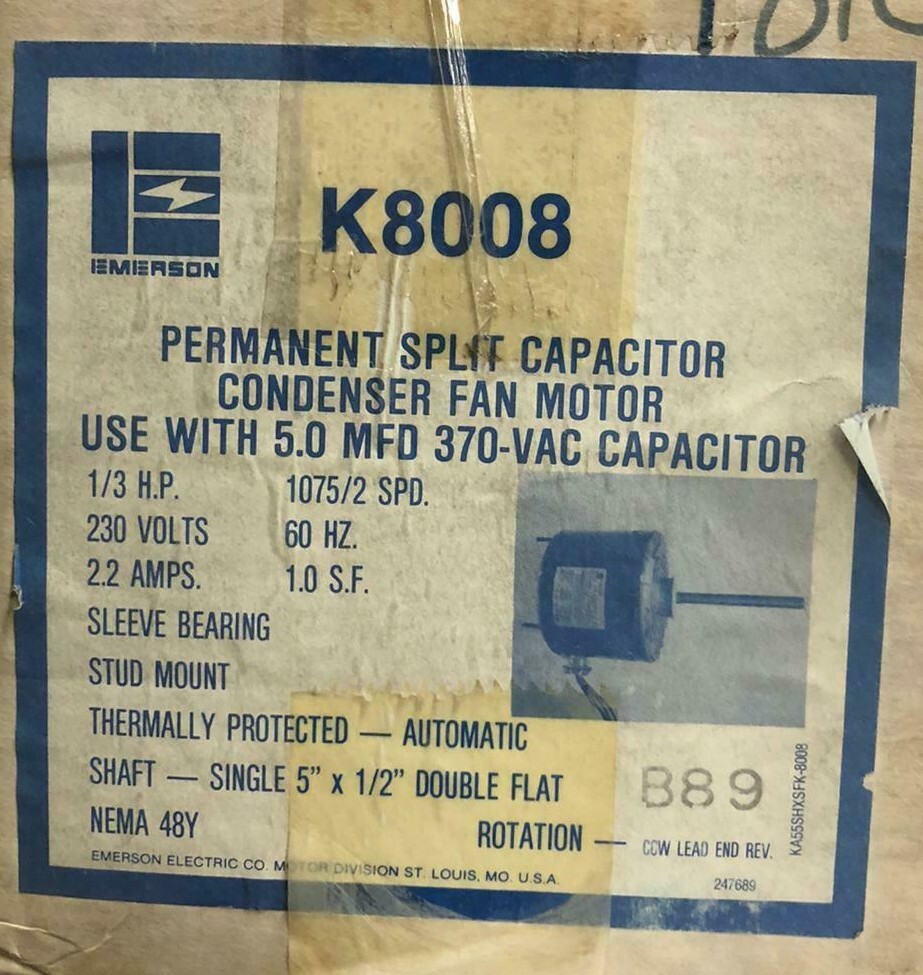 EMERSON
K8008
PERMANENT SPLIT CAPACITOR
CONDENSER FAN MOTOR
USE WITH 5.0 MFD 370-VAC CAPACITOR
1/3 H.P. 1075/2 SPD.
230 VOLTS 60 HZ.
2.2 AMPS. 1.0 S.F.
SLEEVE BEARING
STUD MOUNT
THERMALLY PROTECTED — AUTOMATIC
SHAFT — SINGLE 5" x 1/2" DOUBLE FLAT
B89
NEMA 48Y
ROTATION — CCW LEAD END REV.
KA55SHXSFK-8008
EMERSON ELECTRIC CO. MOTOR DIVISION ST. LOUIS, MO. U.S.A.
247689